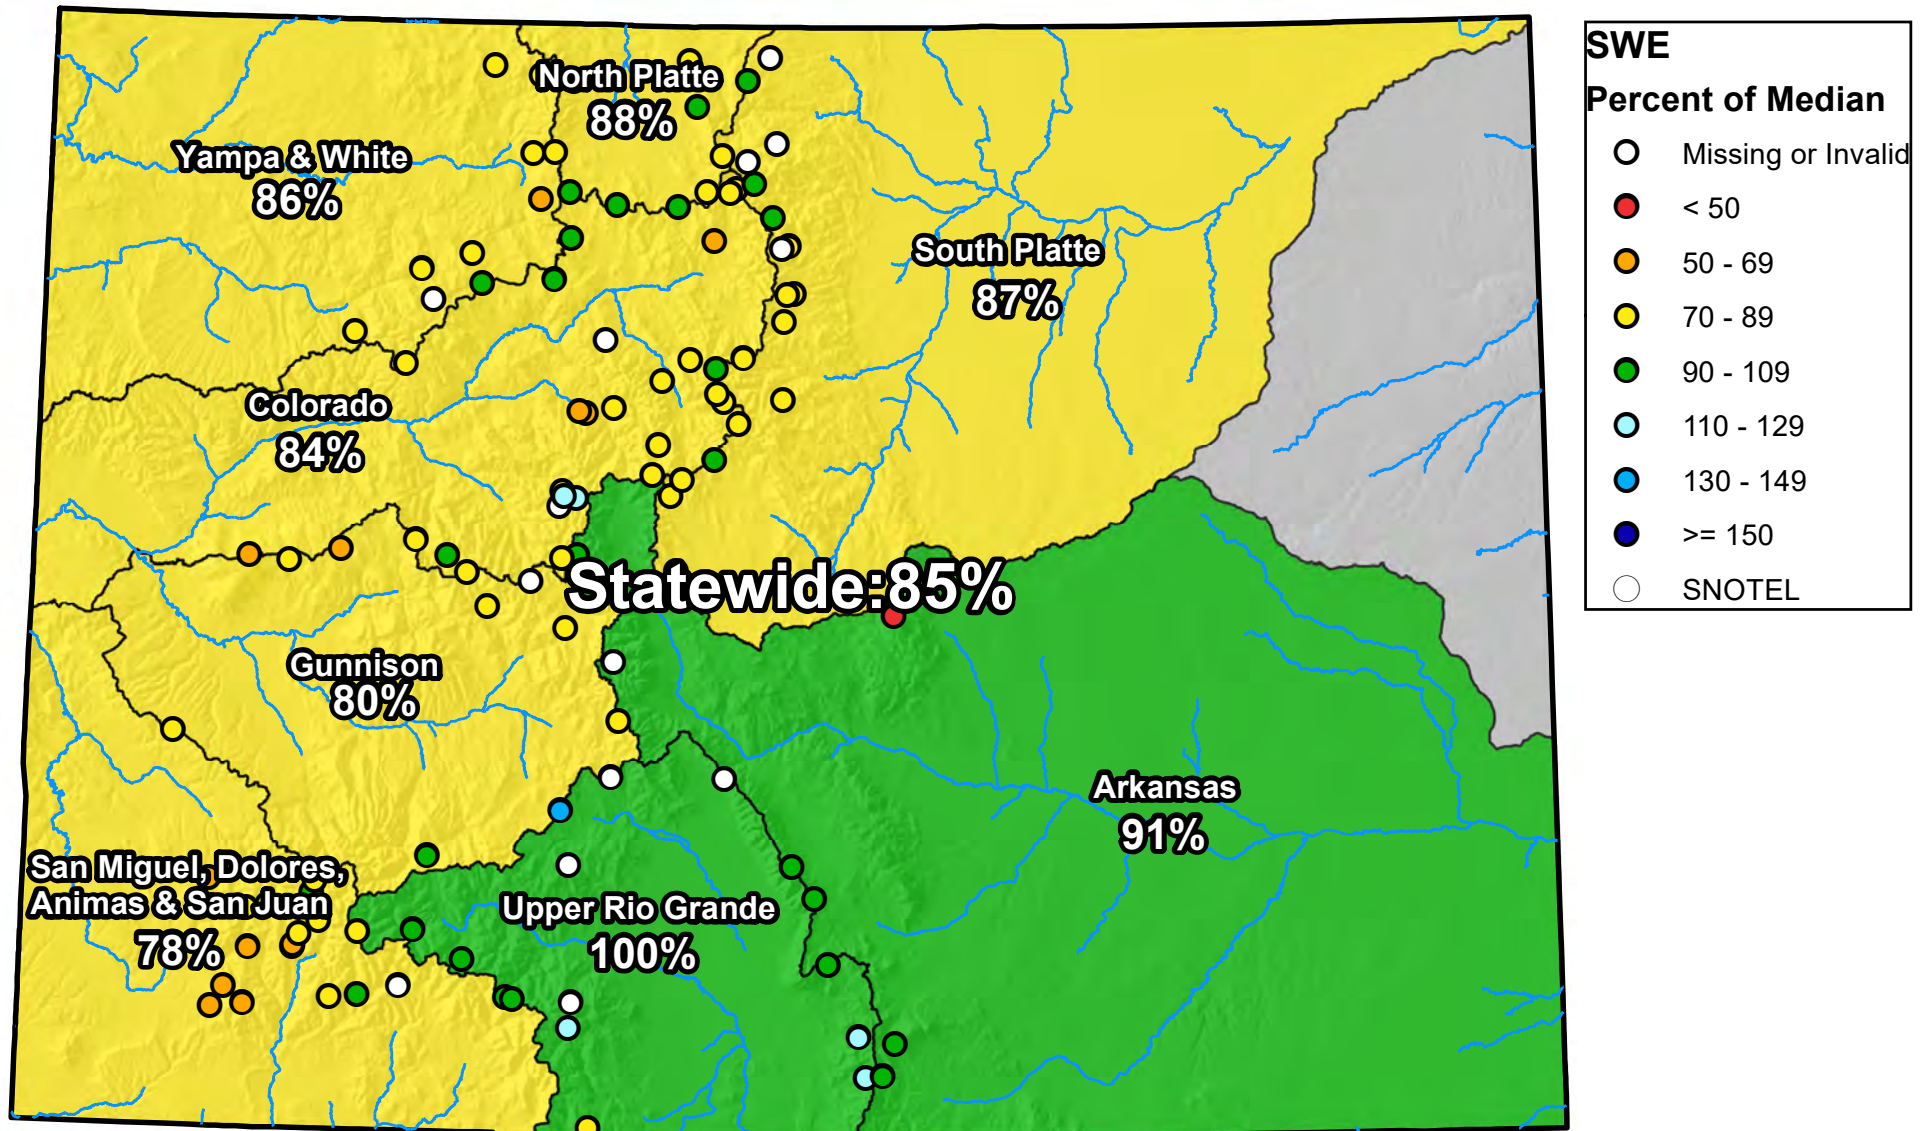 North Platte
88%
Yampa & White
86%
South Platte
87%
Colorado
84%
Statewide:85%
Gunnison
80%
Arkansas
91%
San Miguel, Dolores,
Animas & San Juan
78%
Upper Rio Grande
100%
SWE
Percent of Median
Missing or Invalid
< 50
50 - 69
70 - 89
90 - 109
110 - 129
130 - 149
>= 150
SNOTEL